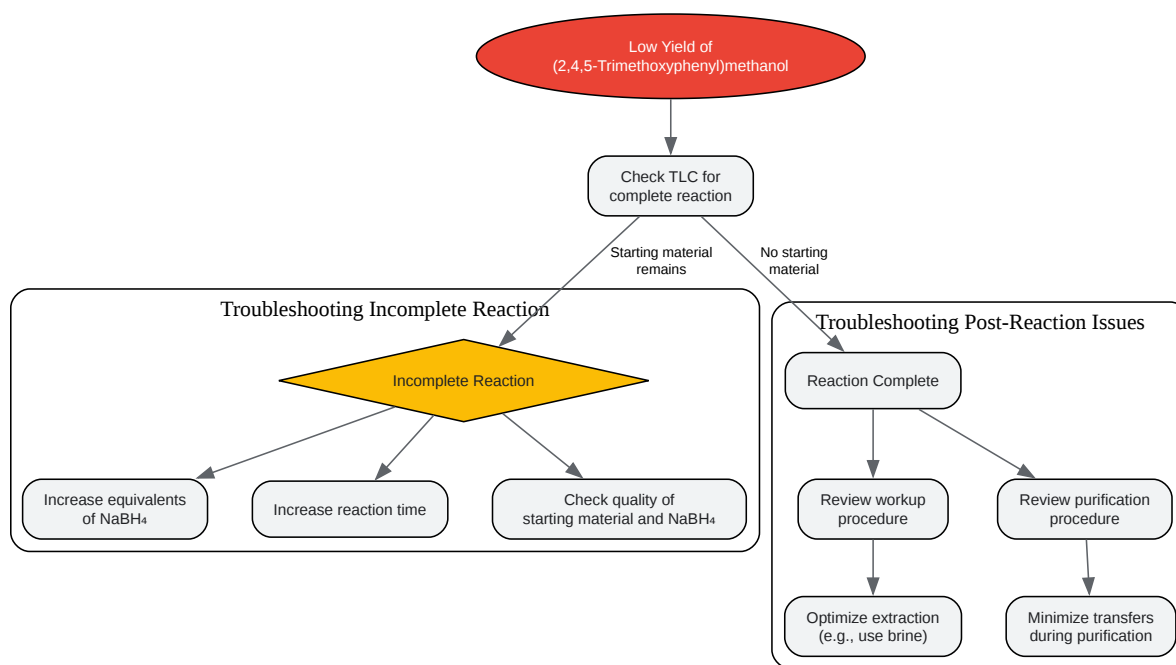 Low Yield of
(2,4,5-Trimethoxyphenyl)methanol
Check TLC for
complete reaction
Starting material
remains
No starting
material
Troubleshooting Incomplete Reaction
Troubleshooting Post-Reaction Issues
Incomplete Reaction
Reaction Complete
Increase equivalents
of NaBH₄
Increase reaction time
Check quality of
starting material and NaBH₄
Review workup
procedure
Review purification
procedure
Optimize extraction
(e.g., use brine)
Minimize transfers
during purification